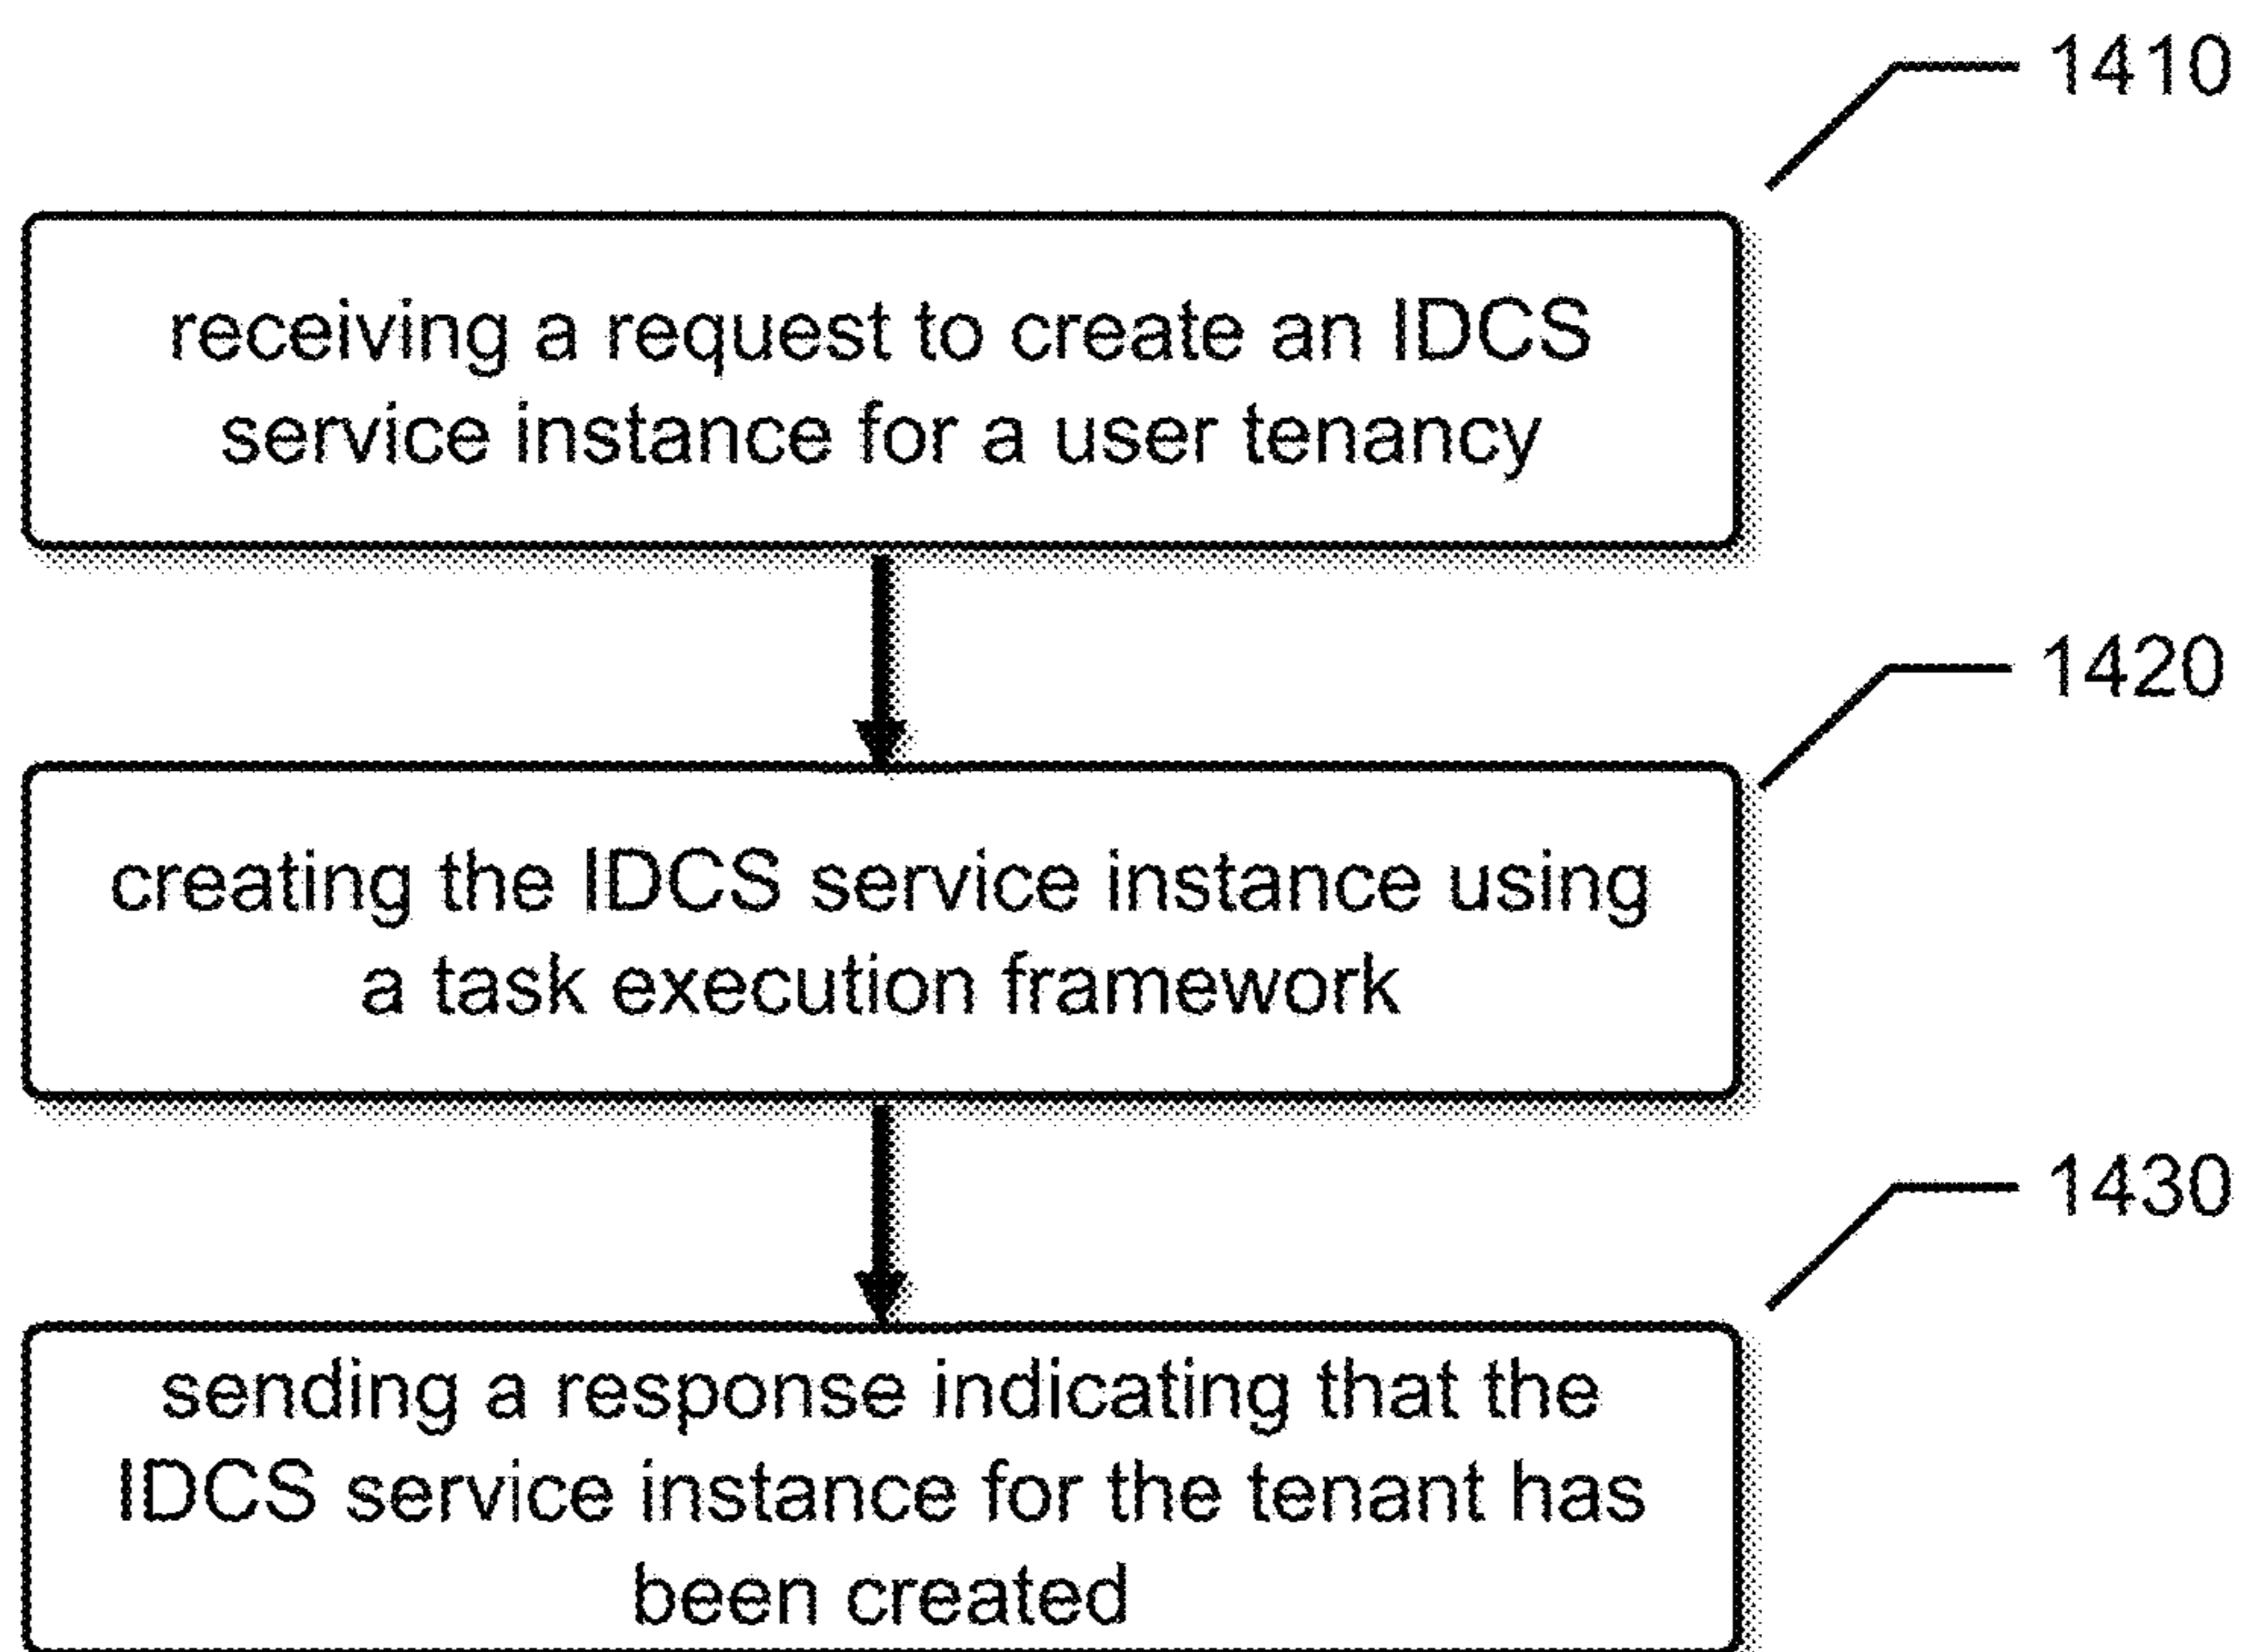 1410
receiving a request to create an IDCS
service instance for a user tenancy
1420
creating the IDCS service instance using
a task execution framework
1430
sending a response indicating that the
IDCS service instance for the tenant has
been created